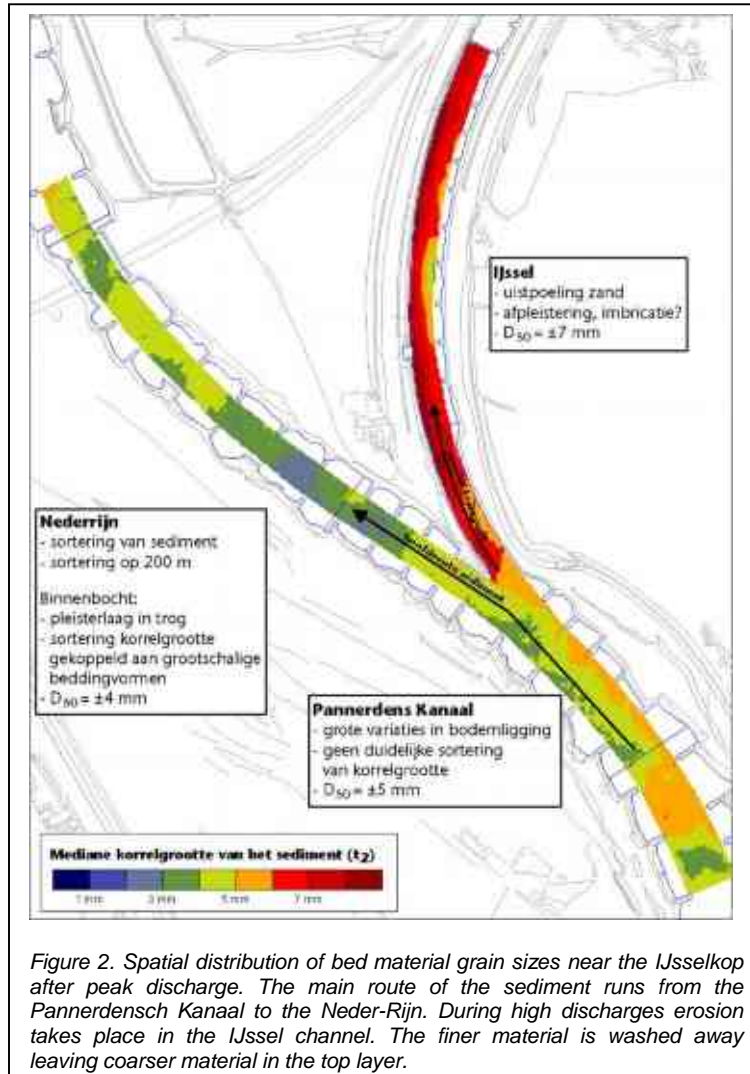 IJssel
- uistpoeling zand
- afpleistering, imbricatie?
- D50 = ±7 mm
Nederrijn
- sortering van sediment
- sortering op 200 m
Binnenbocht:
- pleisterlaag in trog
- sortering korrelgrootte
gekoppeld aan grootschalige
beddingvormen
- D50 = ±4 mm
Pannerdens Kanaal
- grote variaties in bodemligging
- geen duidelijke sortering
van korrelgrootte
- D50 = ±5 mm
Mediane korrelgrootte van het sediment (t2)
1 mm 3 mm 5 mm 7 mm
Figure 2. Spatial distribution of bed material grain sizes near the IJsselkop
after peak discharge. The main route of the sediment runs from the
Pannerdensch Kanaal to the Neder-Rijn. During high discharges erosion
takes place in the IJssel channel. The finer material is washed away
leaving coarser material in the top layer.